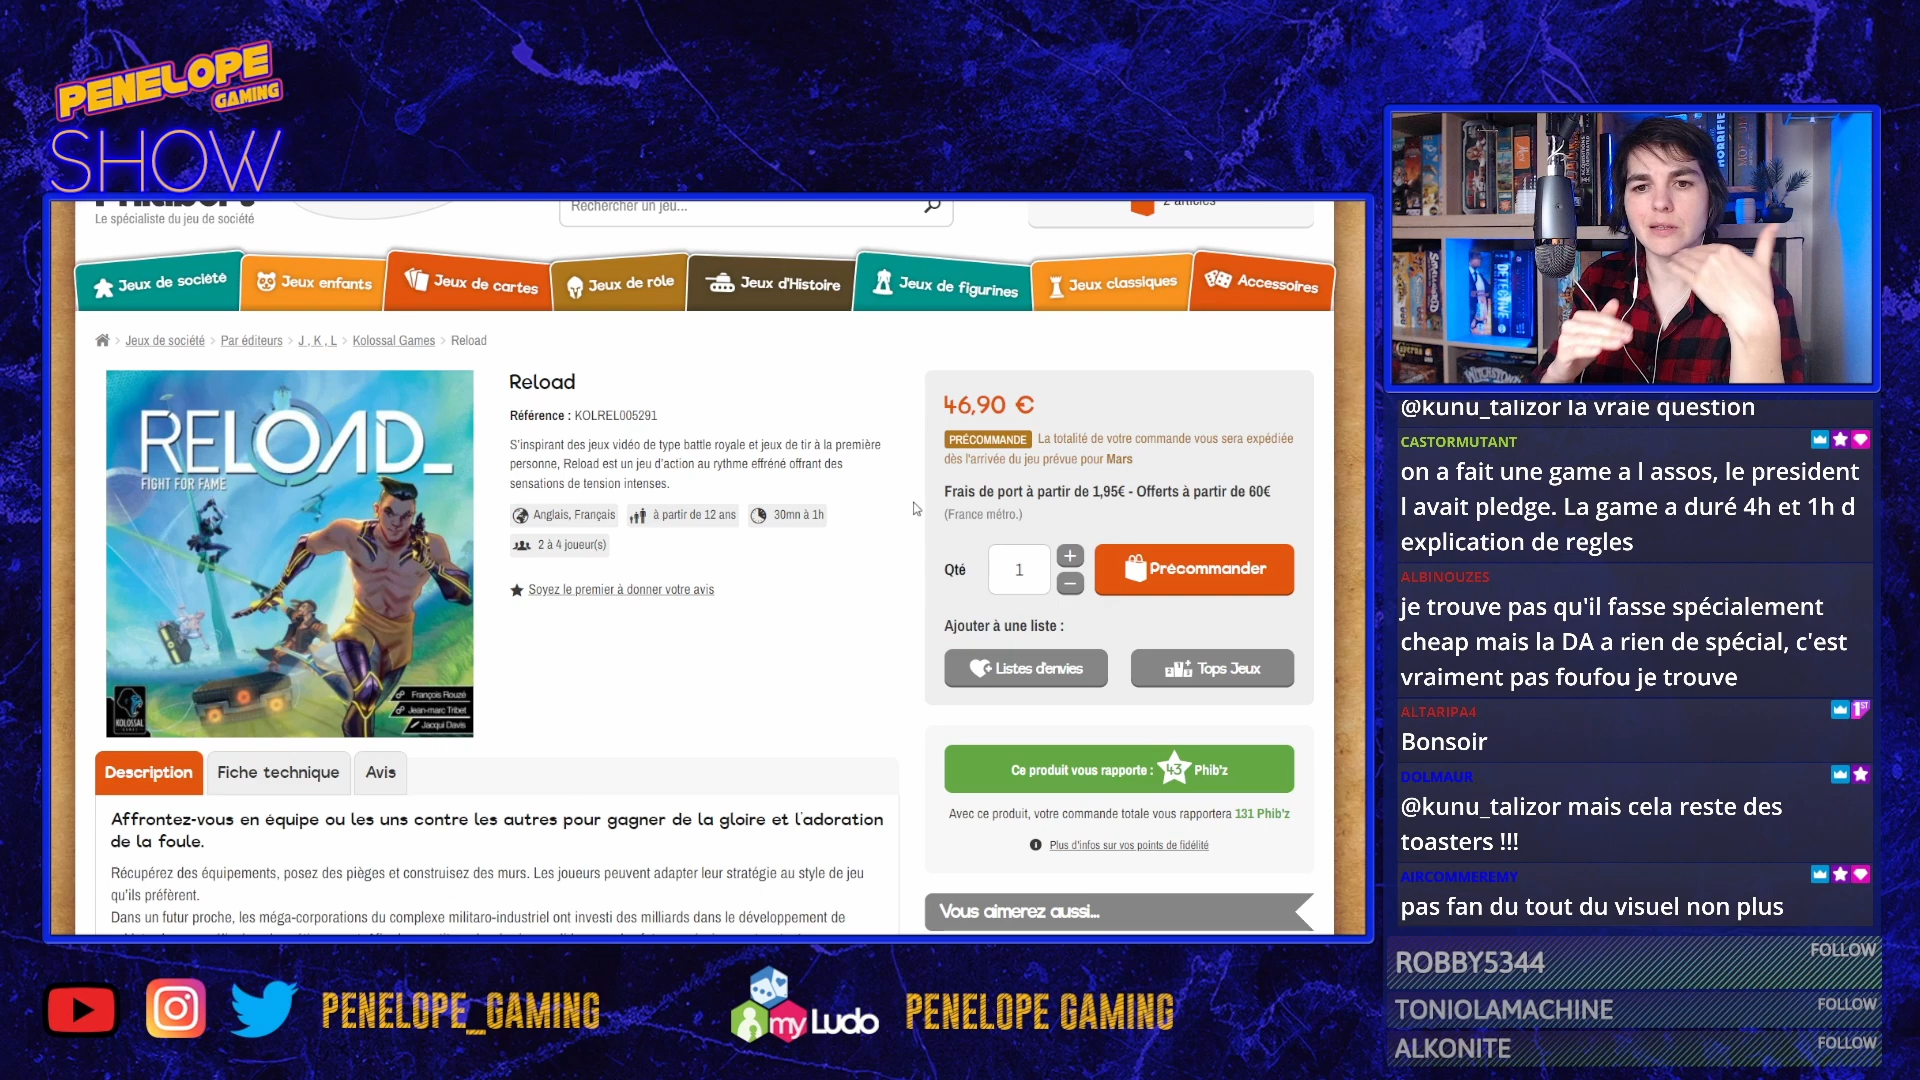 PENELOPE
GAMING
SHOW
Le spécialiste du jeu de société
Rechercher un jeu...
2 articles
Jeux de société
Jeux enfants
Jeux de cartes
Jeux de rôle
Jeux d'Histoire
Jeux de figurines
Jeux classiques
Accessoires
Jeux de société > Par éditeurs > J , K , L > Kolossal Games > Reload
RELOAD_
FIGHT FOR FAME
KOLOSSAL
François Rouzé
Jean-marc Tribet
Jacqui Davis
Reload
Référence : KOLREL005291
S'inspirant des jeux vidéo de type battle royale et jeux de tir à la première
personne, Reload est un jeu d'action au rythme effréné offrant des
sensations de tension intenses.
Anglais, Français
à partir de 12 ans
30mn à 1h
2 à 4 joueur(s)
Soyez le premier à donner votre avis
46,90 €
PRÉCOMMANDE La totalité de votre commande vous sera expédiée
dès l'arrivée du jeu prévue pour Mars
Frais de port à partir de 1,95€ - Offerts à partir de 60€
(France métro.)
Qté
1
+
−
Précommander
Ajouter à une liste :
Listes d'envies
Tops Jeux
Ce produit vous rapporte : 43 Phib'z
Avec ce produit, votre commande totale vous rapportera 131 Phib'z
Plus d'infos sur vos points de fidélité
Vous aimerez aussi...
Description
Fiche technique
Avis
Affrontez-vous en équipe ou les uns contre les autres pour gagner de la gloire et l'adoration
de la foule.
Récupérez des équipements, posez des pièges et construisez des murs. Les joueurs peuvent adapter leur stratégie au style de jeu
qu'ils préfèrent.
Dans un futur proche, les méga-corporations du complexe militaro-industriel ont investi des milliards dans le développement de
DETECTIVE
Caverna
WITCHSTONE
@kunu_talizor la vraie question
CASTORMUTANT
on a fait une game a l assos, le president
l avait pledge. La game a duré 4h et 1h d
explication de regles
ALBINOUZES
je trouve pas qu'il fasse spécialement
cheap mais la DA a rien de spécial, c'est
vraiment pas foufou je trouve
ALTARIPA4
1ST
Bonsoir
DOLMAUR
@kunu_talizor mais cela reste des
toasters !!!
AIRCOMMEREMY
pas fan du tout du visuel non plus
ROBBY5344 FOLLOW
TONIOLAMACHINE FOLLOW
ALKONITE FOLLOW
PENELOPE_GAMING
myLudo
PENELOPE GAMING